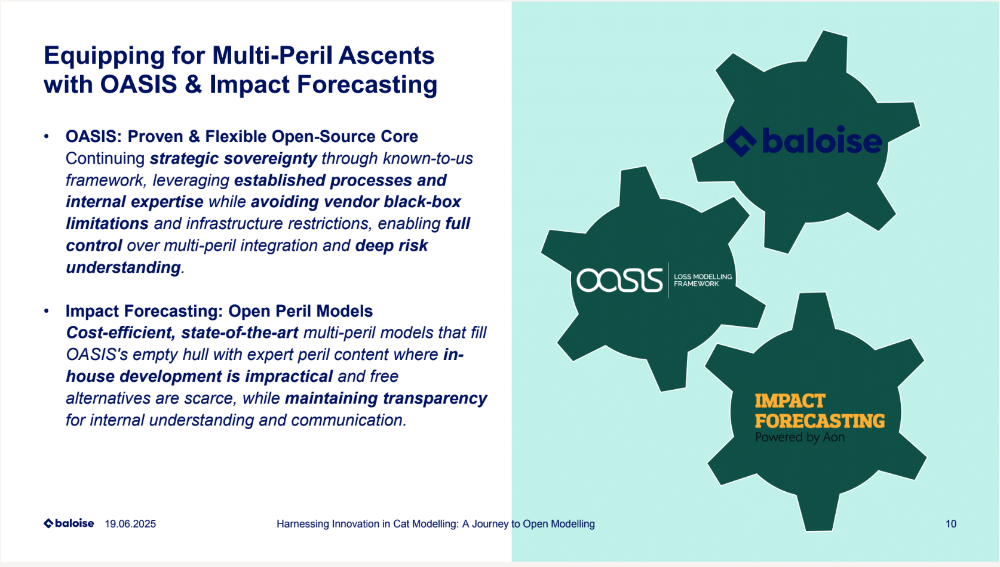 Equipping for Multi-Peril Ascents
with OASIS & Impact Forecasting
• OASIS: Proven & Flexible Open-Source Core
Continuing strategic sovereignty through known-to-us
framework, leveraging established processes and
internal expertise while avoiding vendor black-box
limitations and infrastructure restrictions, enabling full
control over multi-peril integration and deep risk
understanding.
• Impact Forecasting: Open Peril Models
Cost-efficient, state-of-the-art multi-peril models that fill
OASIS's empty hull with expert peril content where in-
house development is impractical and free
alternatives are scarce, while maintaining transparency
for internal understanding and communication.
baloise
OASIS
LOSS MODELLING
FRAMEWORK
IMPACT
FORECASTING
Powered by Aon
baloise 19.06.2025 Harnessing Innovation in Cat Modelling: A Journey to Open Modelling 10